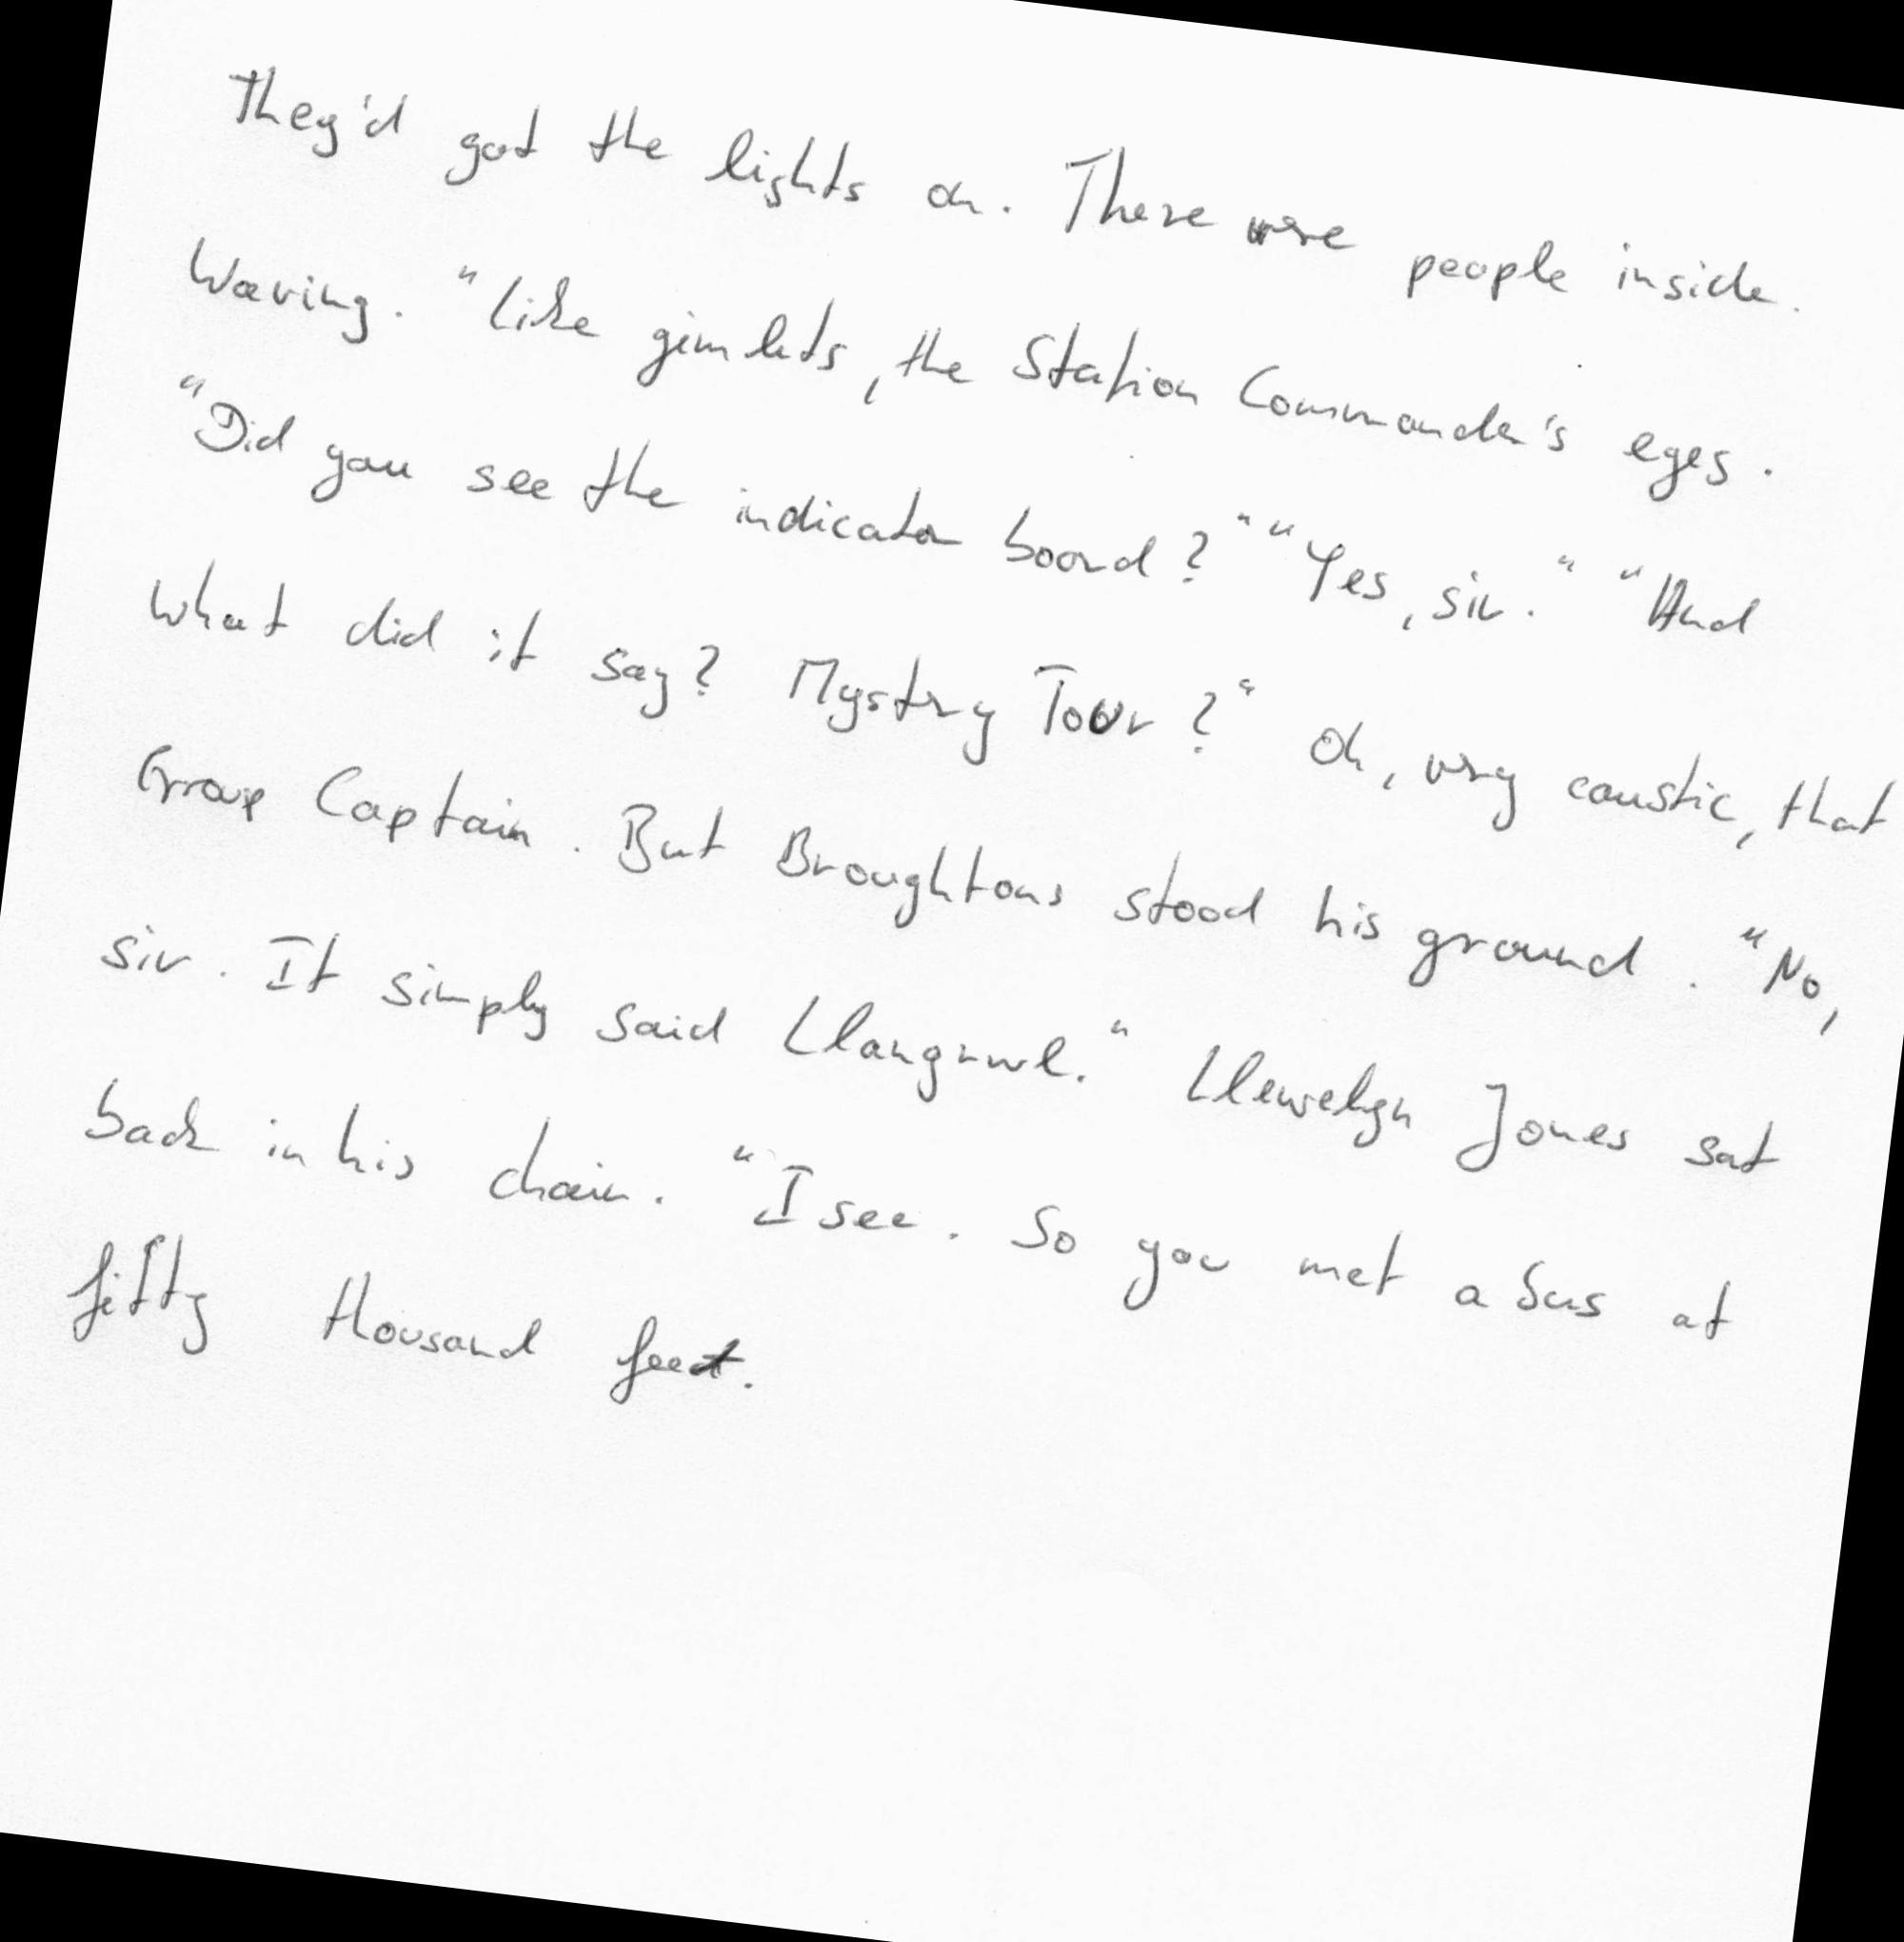 They'd got the lights on. There were people inside.
Waving. "Like gimlets, the Station Commander's eyes.
"Did you see the indicator board?" "Yes, sir." "And
what did it say? Mystry Tour?" Oh, very caustic, that
Group Captain. But Broughtons stood his ground. "No,
sir. It simply said Llangrwl." Llewelyn Jones sat
back in his chair. "I see. So you met a bus at
fifty thousand feet.